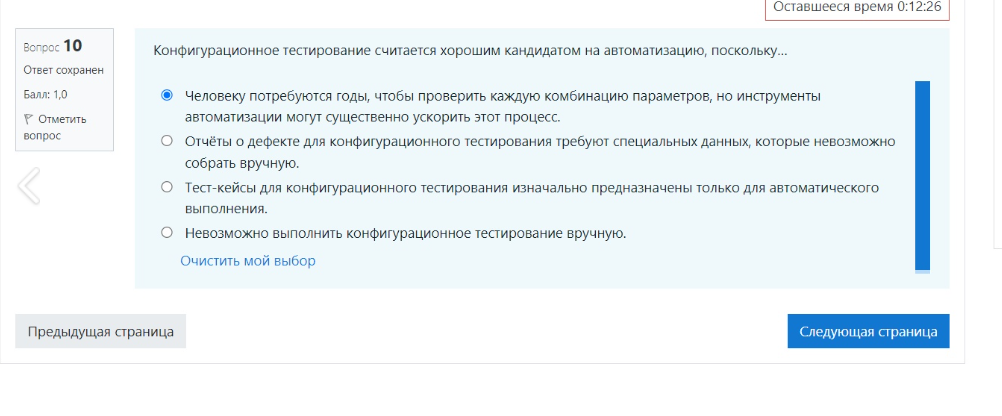 Оставшееся время 0:12:26
Вопрос 10
Ответ сохранен
Балл: 1,0
Отметить
вопрос
Конфигурационное тестирование считается хорошим кандидатом на автоматизацию, поскольку...
Человеку потребуются годы, чтобы проверить каждую комбинацию параметров, но инструменты
автоматизации могут существенно ускорить этот процесс.
Отчёты о дефекте для конфигурационного тестирования требуют специальных данных, которые невозможно
собрать вручную.
Тест-кейсы для конфигурационного тестирования изначально предназначены только для автоматического
выполнения.
Невозможно выполнить конфигурационное тестирование вручную.
Очистить мой выбор
Предыдущая страница
Следующая страница